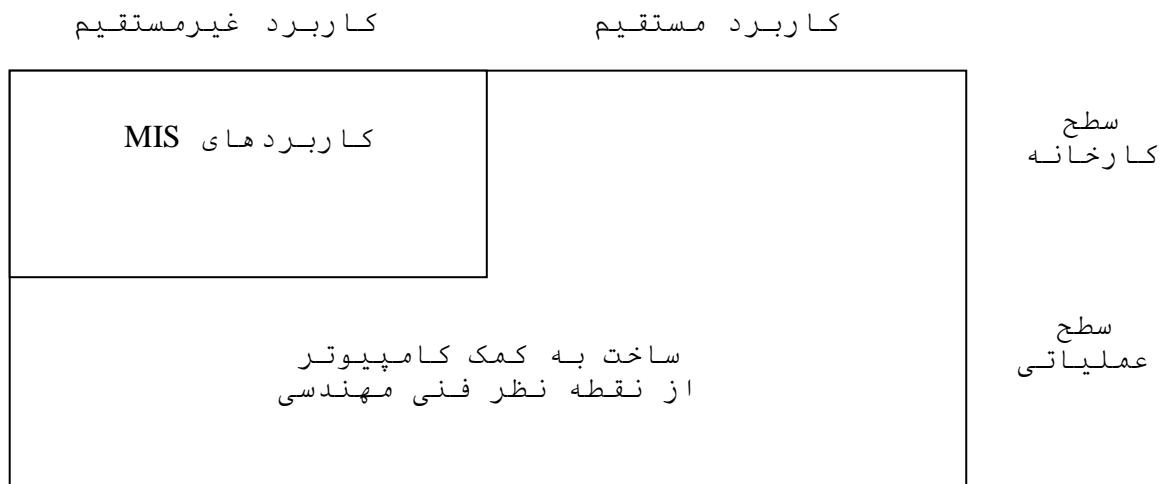 کاربرد مستقیم
کاربرد غیرمستقیم
سطح
کارخانه
کاربردهای MIS
سطح
عملیاتی
ساخت به کمک کامپیوتر
از نقطه نظر فنی مهندسی